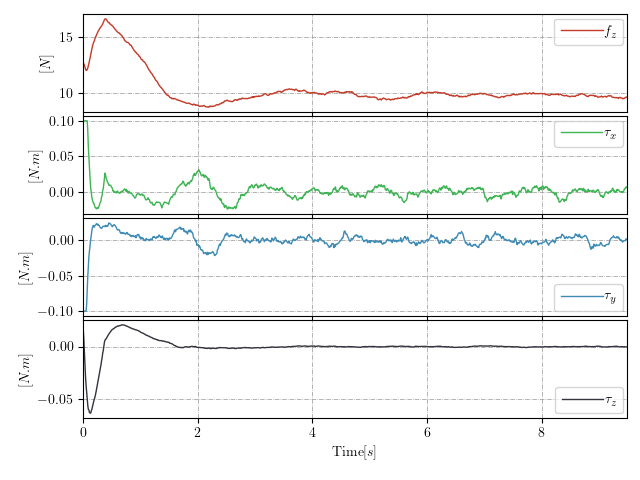 15
10
[N]
f_z
0.10
0.05
0.00
[N.m]
τ_x
0.00
−0.05
−0.10
[N.m]
τ_y
0.00
−0.05
[N.m]
τ_z
0 2 4 6 8
Time[s]